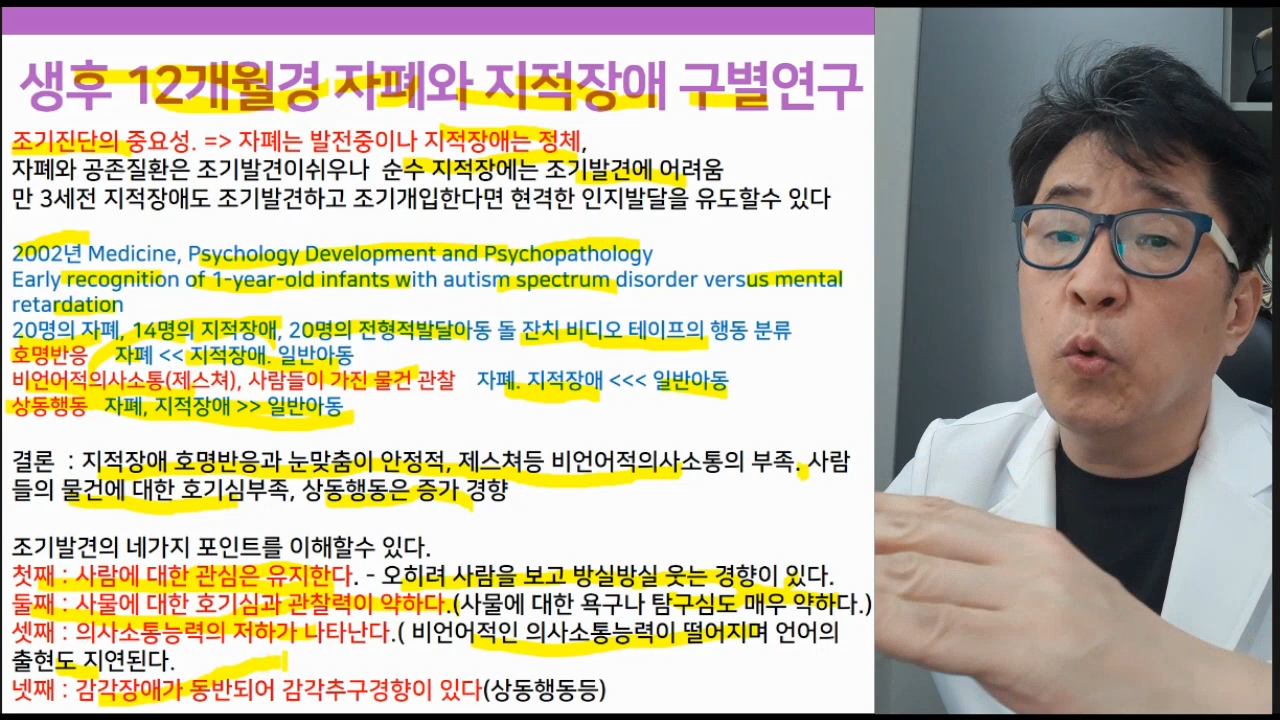 생후 12개월경 자폐와 지적장애 구별연구
조기진단의 중요성. => 자폐는 발전중이나 지적장애는 정체,
자폐와 공존질환은 조기발견이쉬우나 순수 지적장에는 조기발견에 어려움
만 3세전 지적장애도 조기발견하고 조기개입한다면 현격한 인지발달을 유도할수 있다
2002년 Medicine, Psychology Development and Psychopathology
Early recognition of 1-year-old infants with autism spectrum disorder versus mental
retardation
20명의 자폐, 14명의 지적장애, 20명의 전형적발달아동 돌 잔치 비디오 테이프의 행동 분류
호명반응 자폐 << 지적장애. 일반아동
비언어적의사소통(제스쳐), 사람들이 가진 물건 관찰 자폐. 지적장애 <<< 일반아동
상동행동 자폐, 지적장애 >> 일반아동
결론 : 지적장애 호명반응과 눈맞춤이 안정적, 제스쳐등 비언어적의사소통의 부족. 사람
들의 물건에 대한 호기심부족, 상동행동은 증가 경향
조기발견의 네가지 포인트를 이해할수 있다.
첫째 : 사람에 대한 관심은 유지한다. - 오히려 사람을 보고 방실방실 웃는 경향이 있다.
둘째 : 사물에 대한 호기심과 관찰력이 약하다.(사물에 대한 욕구나 탐구심도 매우 약하다.)
셋째 : 의사소통능력의 저하가 나타난다.( 비언어적인 의사소통능력이 떨어지며 언어의
출현도 지연된다.
넷째 : 감각장애가 동반되어 감각추구경향이 있다(상동행동등)